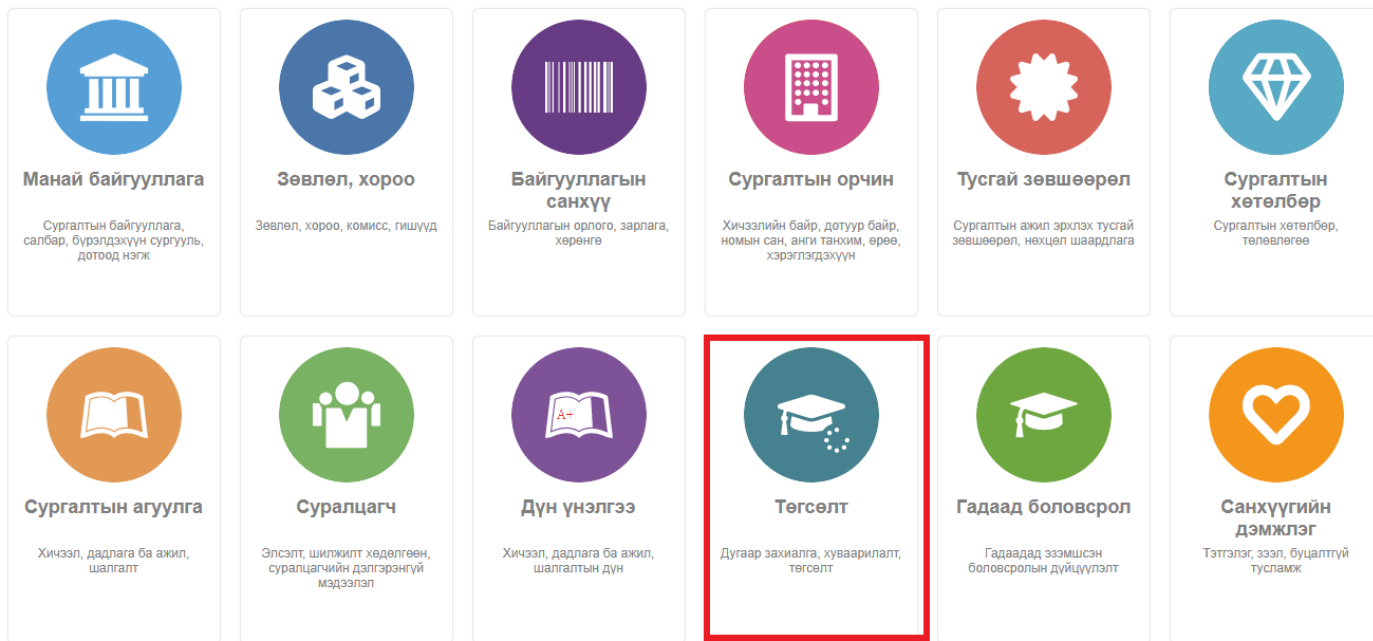 Манай байгууллага
Сургалтын байгууллага,
салбар, бүрэлдэхүүн сургууль,
дотоод нэгж
Зөвлөл, хороо
Зөвлөл, хороо, комисс, гишүүд
Байгууллагын
санхүү
Байгууллагын орлого, зарлага,
хөрөнгө
Сургалтын орчин
Хичээлийн байр, дотуур байр,
номын сан, анги танхим, өрөө,
хэрэглэгдэхүүн
Тусгай зөвшөөрөл
Сургалтын ажил эрхлэх тусгай
зөвшөөрөл, нөхцөл шаардлага
Сургалтын
хөтөлбөр
Сургалтын хөтөлбөр,
төлөвлөгөө
Сургалтын агуулга
Хичээл, дадлага ба ажил,
шалгалт
Суралцагч
Элсэлт, шилжилт хөдөлгөөн,
суралцагчийн дэлгэрэнгүй
мэдээлэл
A+
Дүн үнэлгээ
Хичээл, дадлага ба ажил,
шалгалтын дүн
Төгсөлт
Дугаар захиалга, хуваарилалт,
төгсөлт
Гадаад боловсрол
Гадаадад эзэмшсэн
боловсролын дүйцүүлэлт
Санхүүгийн
дэмжлэг
Тэтгэлэг, зээл, буцалтгүй
тусламж